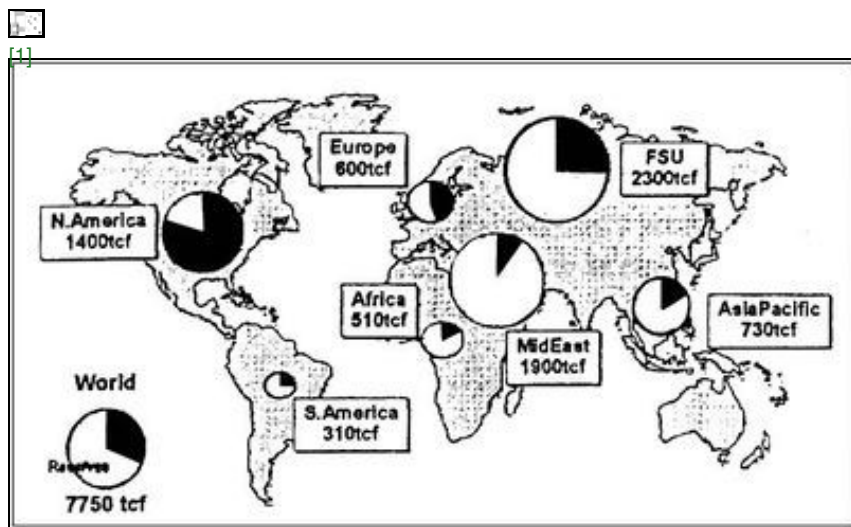 [1]
Europe
600tcf
FSU
2300tcf
N.America
1400tcf
Africa
510tcf
AsiaPacific
730tcf
MidEast
1900tcf
World
S.America
310tcf
7750 tcf